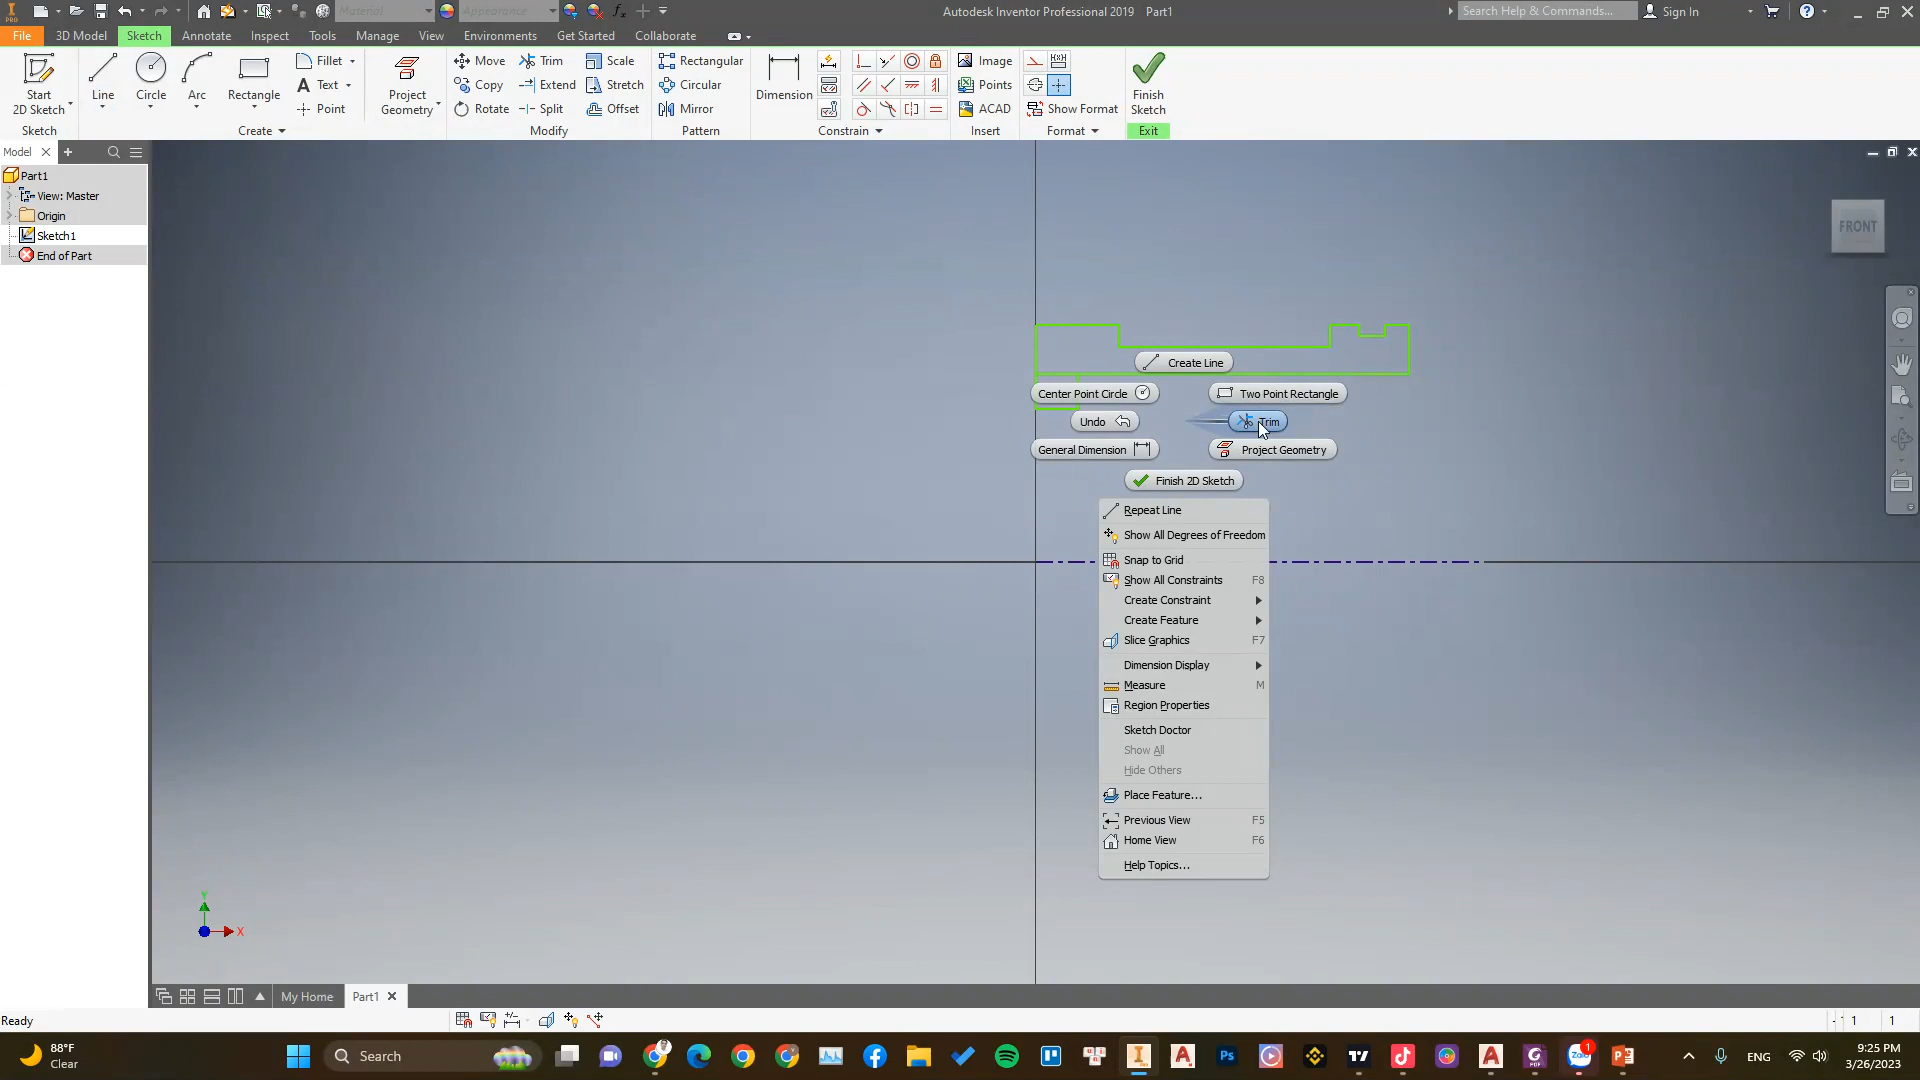 PRO
Material
Appearance
Autodesk Inventor Professional 2019 Part1
Search Help & Commands...
Sign In
File
3D Model
Sketch
Annotate
Inspect
Tools
Manage
View
Environments
Get Started
Collaborate
Start
2D Sketch
Line
Circle
Arc
Rectangle
Fillet
Text
Point
Project
Geometry
Move
Copy
Rotate
Trim
Extend
Split
Scale
Stretch
Offset
Rectangular
Circular
Mirror
Dimension
Image
Points
ACAD
Show Format
Finish
Sketch
Sketch
Create
Modify
Pattern
Constrain
Insert
Format
Exit
Model
Part1
View: Master
Origin
Sketch1
End of Part
FRONT
Create Line
Center Point Circle
Two Point Rectangle
Undo
Trim
General Dimension
Project Geometry
Finish 2D Sketch
Repeat Line
Show All Degrees of Freedom
Snap to Grid
Show All Constraints F8
Create Constraint
Create Feature
Slice Graphics F7
Dimension Display
Measure M
Region Properties
Sketch Doctor
Show All
Hide Others
Place Feature...
Previous View F5
Home View F6
Help Topics...
Y
X
My Home
Part1
Ready
1 1
88°F
Clear
Search
ENG
9:25 PM
3/26/2023